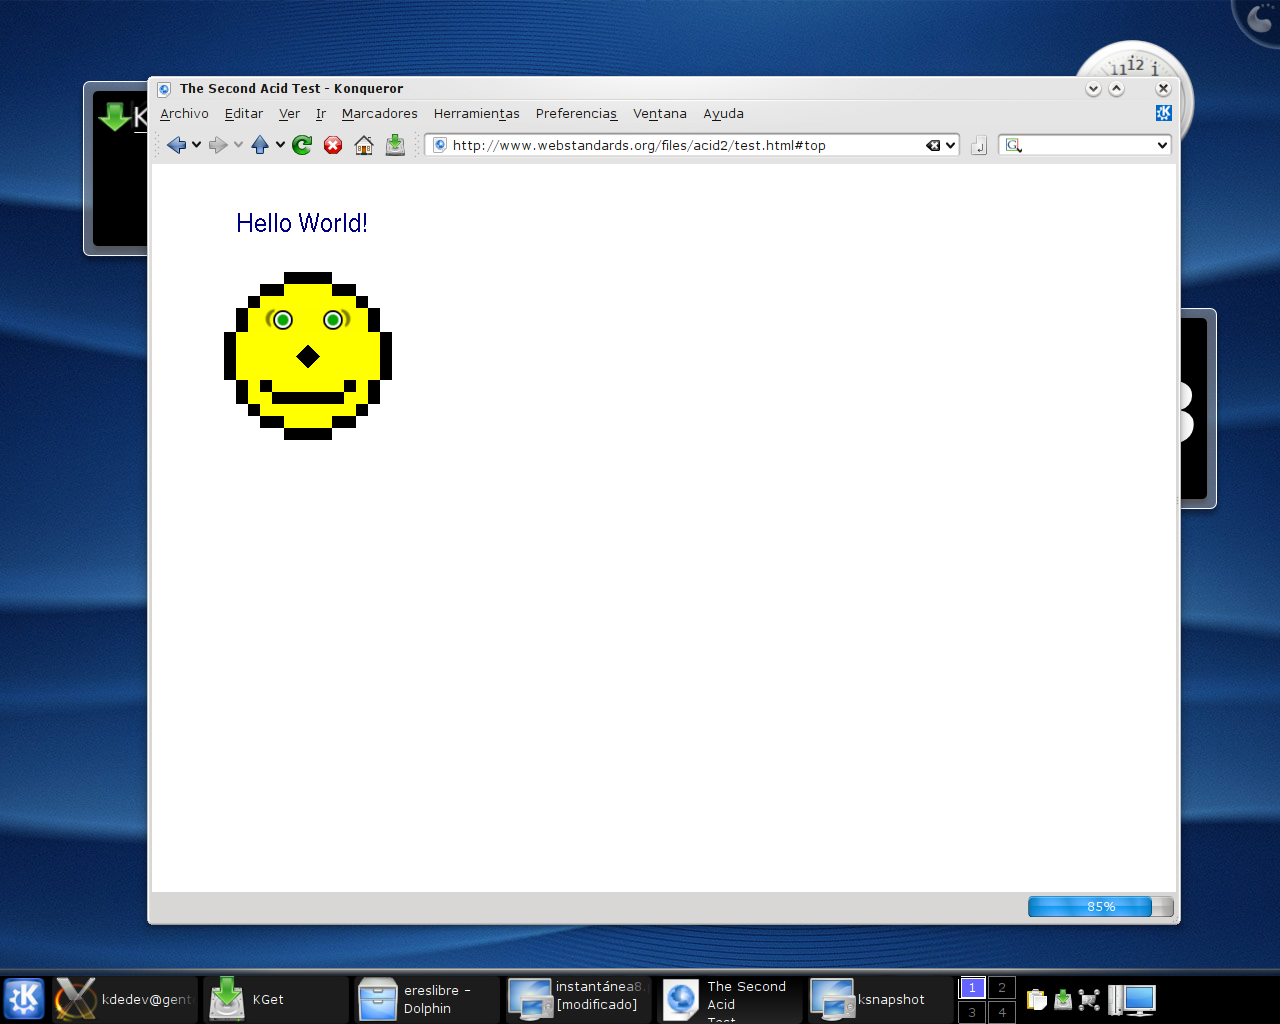 11 12 i
The Second Acid Test - Konqueror
Archivo Editar Ver Ir Marcadores Herramientas Preferencias Ventana Ayuda
http://www.webstandards.org/files/acid2/test.html#top
Hello World!
85%
kdedev@gent
KGet
ereslibre -
Dolphin
instantánea8.
[modificado]
The Second
Acid
ksnapshot
1 2
3 4